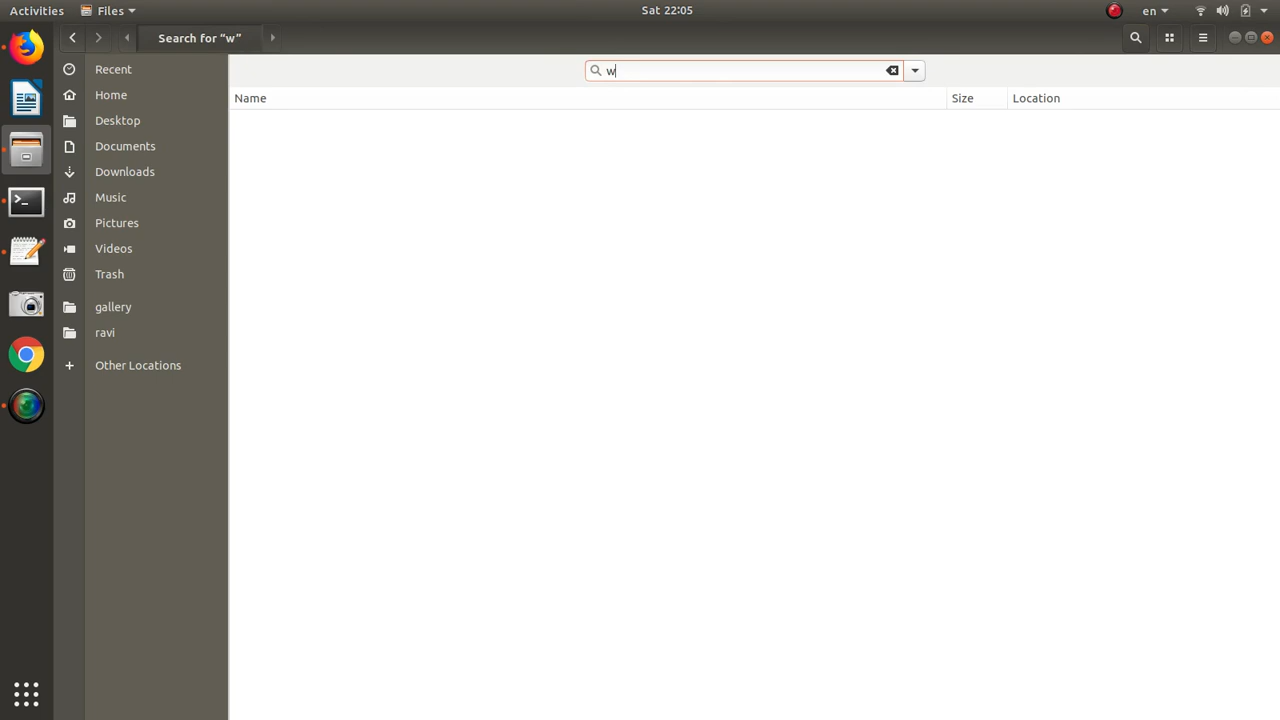 Activities Files Sat 22:05 en
Search for “w”
w
Name Size Location
Recent
Home
Desktop
Documents
Downloads
Music
Pictures
Videos
Trash
gallery
ravi
+ Other Locations